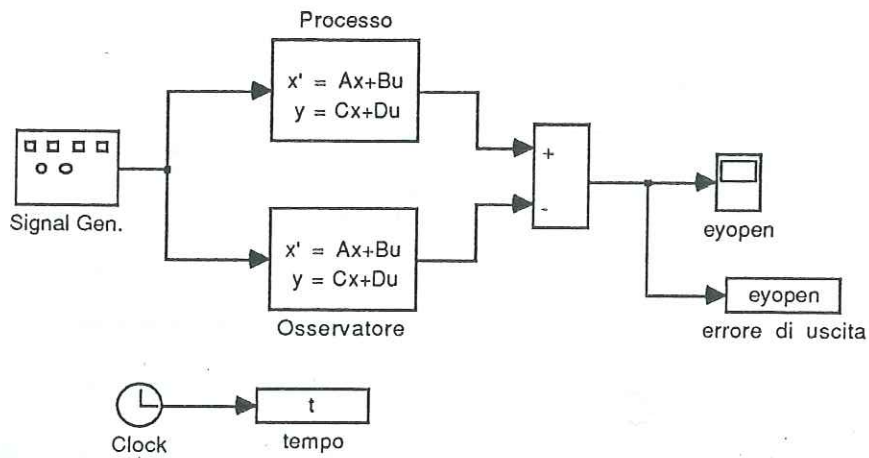 Processo
x' = Ax+Bu
y = Cx+Du
Signal Gen.
+
-
eyopen
x' = Ax+Bu
y = Cx+Du
Osservatore
eyopen
errore di uscita
Clock
t
tempo